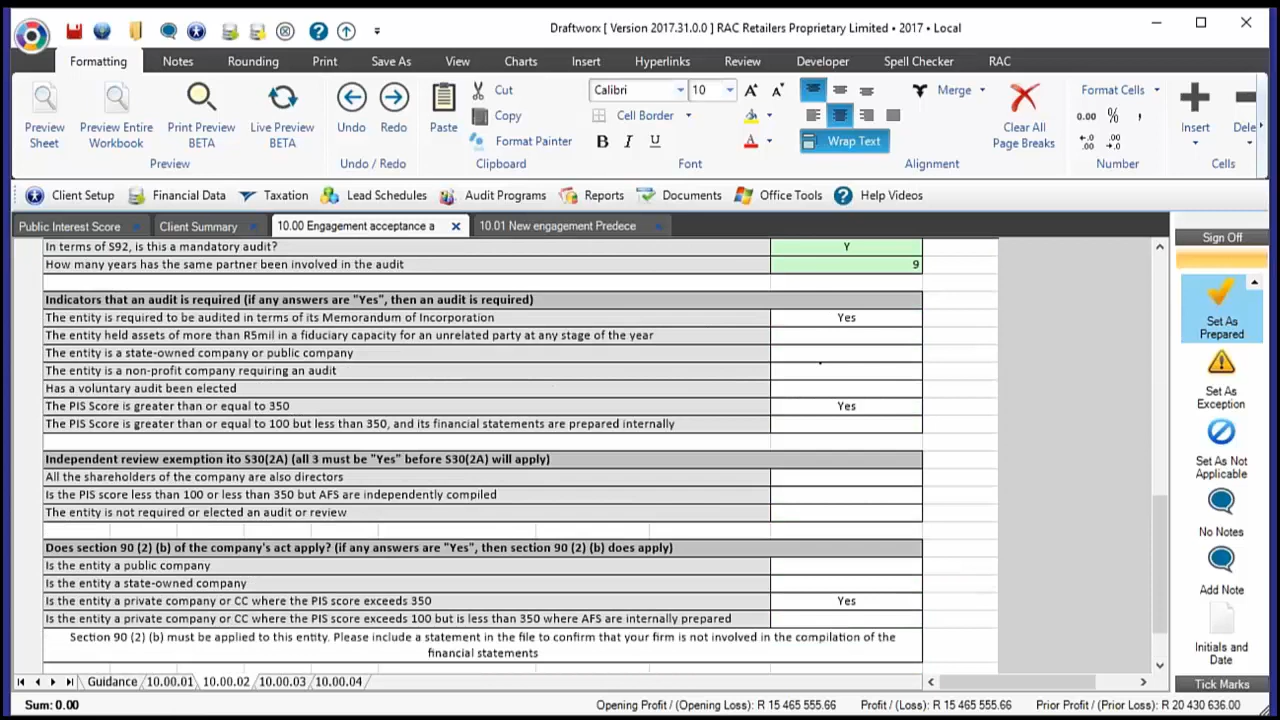 Draftworx [ Version 2017.31.0.0 ] RAC Retailers Proprietary Limited • 2017 • Local
Formatting Notes Rounding Print Save As View Charts Insert Hyperlinks Review Developer Spell Checker RAC
Preview Sheet
Preview Entire Workbook
Print Preview BETA
Live Preview BETA
Preview
Undo
Redo
Undo / Redo
Paste
Cut
Copy
Format Painter
Clipboard
Calibri 10
Cell Border
B I U
Font
Wrap Text
Merge
Alignment
Clear All Page Breaks
Format Cells
0.00 %
Number
Insert
Dele
Cells
Client Setup Financial Data Taxation Lead Schedules Audit Programs Reports Documents Office Tools Help Videos
Public Interest Score Client Summary 10.00 Engagement acceptance a 10.01 New engagement Predece
In terms of S92, is this a mandatory audit? Y
How many years has the same partner been involved in the audit 9
Indicators that an audit is required (if any answers are "Yes", then an audit is required)
The entity is required to be audited in terms of its Memorandum of Incorporation Yes
The entity held assets of more than R5mil in a fiduciary capacity for an unrelated party at any stage of the year
The entity is a state-owned company or public company
The entity is a non-profit company requiring an audit
Has a voluntary audit been elected
The PIS Score is greater than or equal to 350 Yes
The PIS Score is greater than or equal to 100 but less than 350, and its financial statements are prepared internally
Independent review exemption ito S30(2A) (all 3 must be "Yes" before S30(2A) will apply)
All the shareholders of the company are also directors
Is the PIS score less than 100 or less than 350 but AFS are independently compiled
The entity is not required or elected an audit or review
Does section 90 (2) (b) of the company's act apply? (if any answers are "Yes", then section 90 (2) (b) does apply)
Is the entity a public company
Is the entity a state-owned company
Is the entity a private company or CC where the PIS score exceeds 350 Yes
Is the entity a private company or CC where the PIS score exceeds 100 but is less than 350 where AFS are internally prepared
Section 90 (2) (b) must be applied to this entity. Please include a statement in the file to confirm that your firm is not involved in the compilation of the
financial statements
Guidance 10.00.01 10.00.02 10.00.03 10.00.04
Sign Off
Set As
Prepared
Set As
Exception
Set As Not
Applicable
No Notes
Add Note
Initials and
Date
Tick Marks
Sum: 0.00 Opening Profit / (Opening Loss): R 15 465 555.66 Profit / (Loss): R 15 465 555.66 Prior Profit / (Prior Loss): R 20 430 636.00